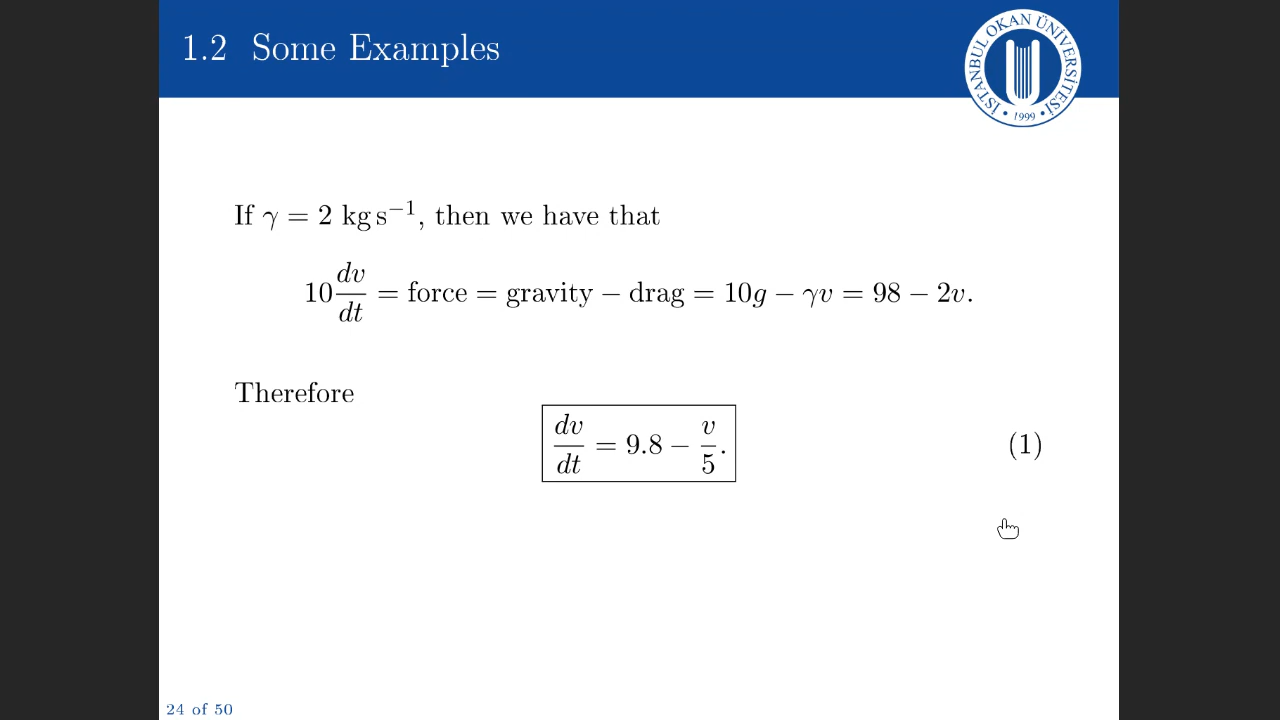 1.2 Some Examples
İSTANBUL OKAN ÜNİVERSİTESİ
• 1999 •
If γ = 2 kg s⁻¹, then we have that
10 dv/dt = force = gravity − drag = 10g − γv = 98 − 2v.
Therefore
dv/dt = 9.8 − v/5. (1)
24 of 50